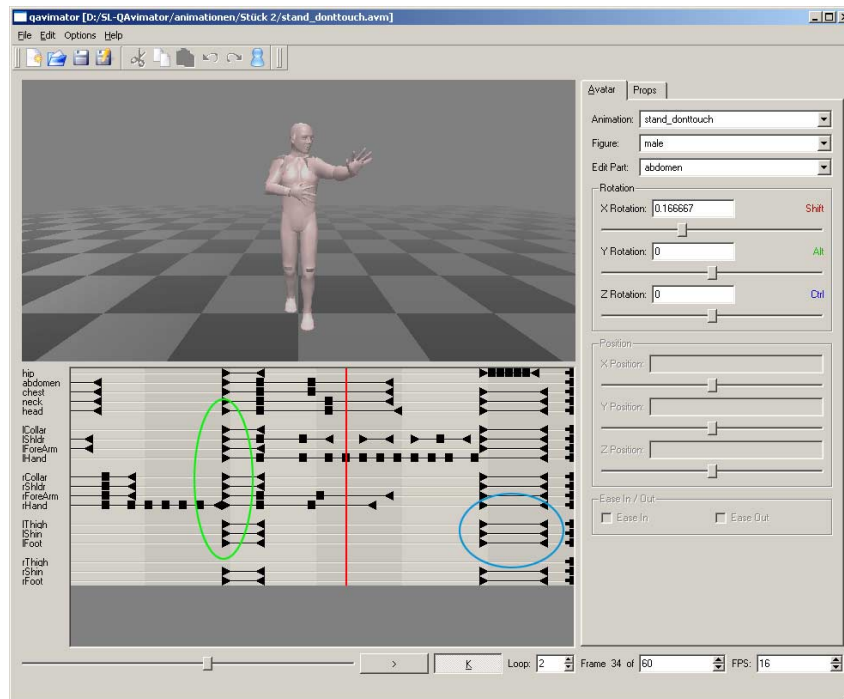 qavimator [D:/SL-QAvimator/animationen/Stück 2/stand_donttouch.avm]
File Edit Options Help
Avatar Props
Animation: stand_donttouch
Figure: male
Edit Part: abdomen
Rotation
X Rotation: 0.166667 Shift
Y Rotation: 0 Alt
Z Rotation: 0 Ctrl
Position
X Position:
Y Position:
Z Position:
Ease In / Out
Ease In Ease Out
hip
abdomen
chest
neck
head
lCollar
lShldr
lForeArm
lHand
rCollar
rShldr
rForeArm
rHand
lThigh
lShin
lFoot
rThigh
rShin
rFoot
> K Loop: 2 Frame 34 of 60 FPS: 16